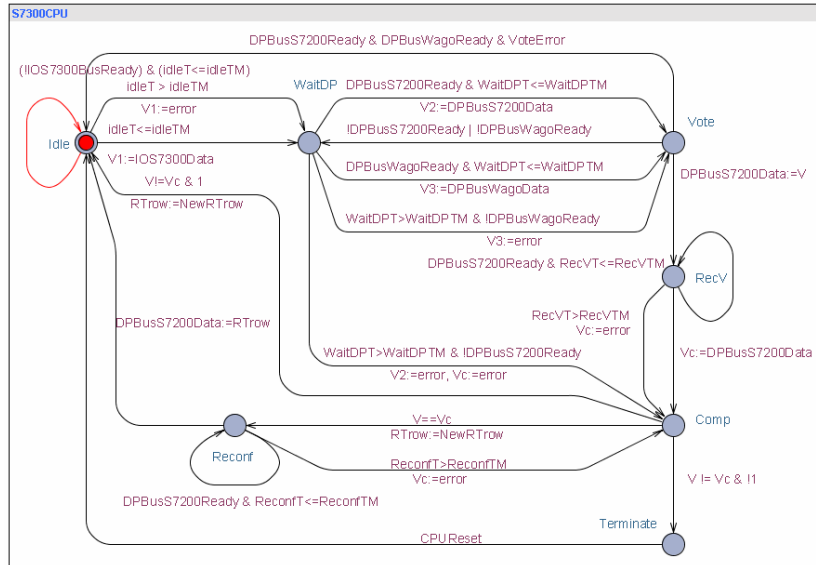 S7300CPU
DPBusS7200Ready & DPBusWagoReady & VoteError
(!IOS7300BusReady) & (idleT<=idleTM)
idleT > idleTM
V1:=error
WaitDP
DPBusS7200Ready & WaitDPT<=WaitDPTM
V2:=DPBusS7200Data
Vote
idleT<=idleTM
!DPBusS7200Ready | !DPBusWagoReady
Idle
V1:=IOS7300Data
DPBusWagoReady & WaitDPT<=WaitDPTM
V3:=DPBusWagoData
DPBusS7200Data:=V
V!=Vc & 1
RTrow:=NewRTrow
WaitDPT>WaitDPTM & !DPBusWagoReady
V3:=error
DPBusS7200Ready & RecVT<=RecVTM
RecV
RecVT>RecVTM
Vc:=error
DPBusS7200Data:=RTrow
WaitDPT>WaitDPTM & !DPBusS7200Ready
V2:=error, Vc:=error
Vc:=DPBusS7200Data
V==Vc
RTrow:=NewRTrow
Comp
Reconf
ReconfT>ReconfTM
Vc:=error
DPBusS7200Ready & ReconfT<=ReconfTM
V != Vc & !1
Terminate
CPUReset